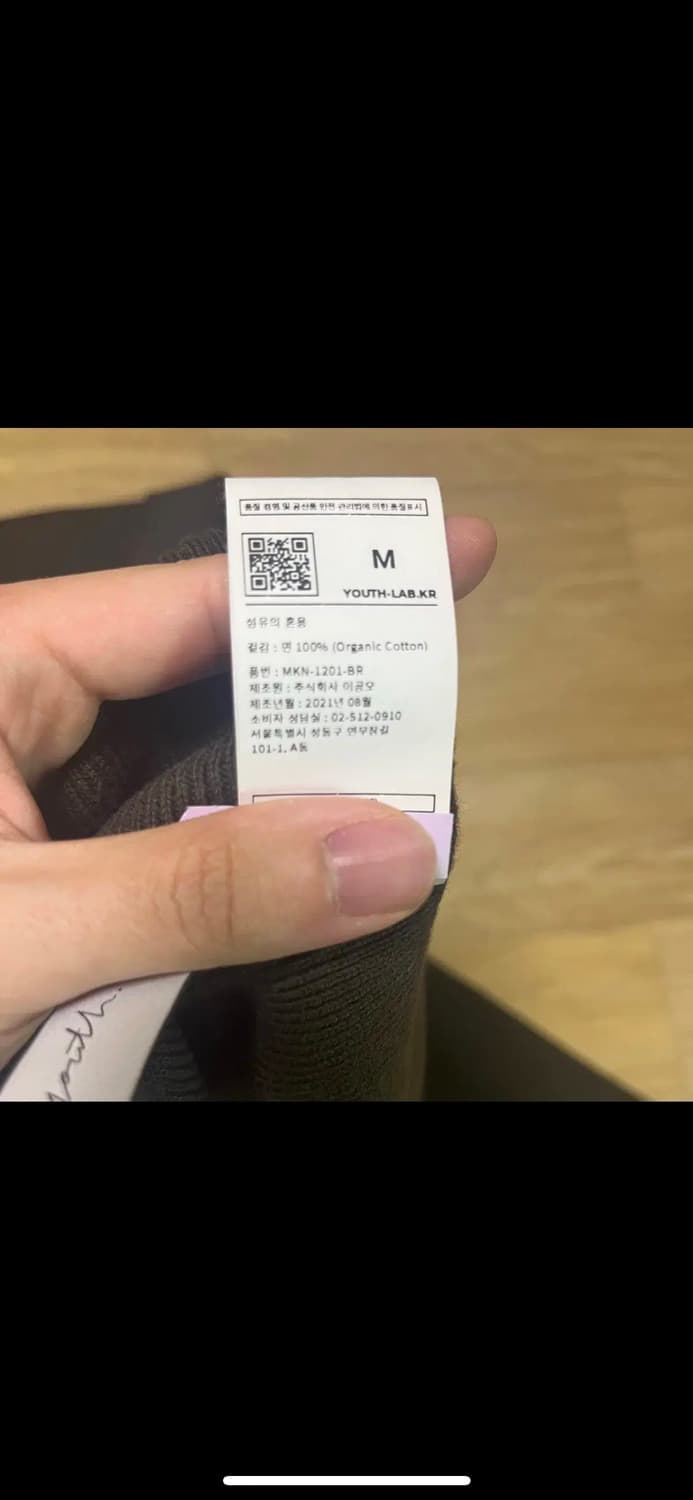 품질 경영 및 공산품 안전 관리법에 의한 품질표시
M
YOUTH-LAB.KR
섬유의 혼용
겉감 : 면 100% (Organic Cotton)
품번 : MKN-1201-BR
제조원 : 주식회사 이공오
제조년월 : 2021년 08월
소비자 상담실 : 02-512-0910
서울특별시 성동구 연무장길
101-1, A동
youth.